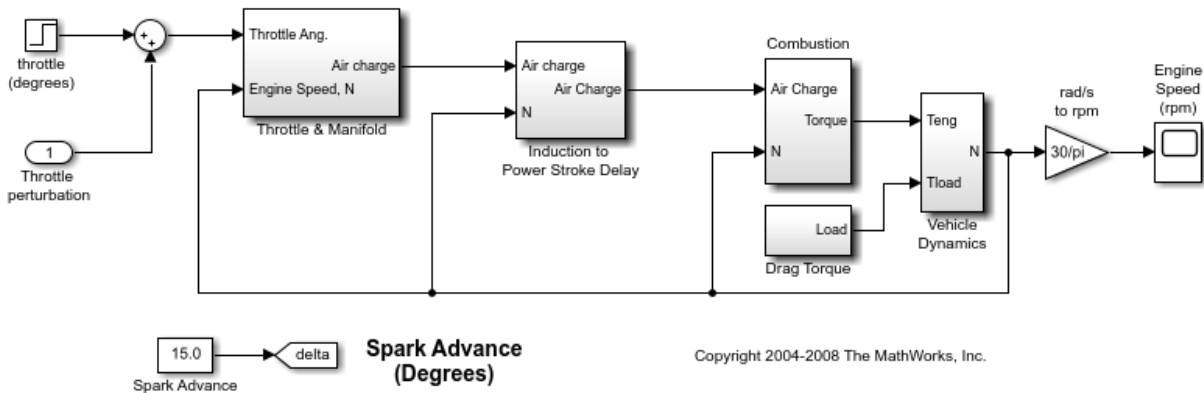 throttle
(degrees)
+
+
1
Throttle
perturbation
Throttle Ang.
Air charge
Engine Speed, N
Throttle & Manifold
Air charge
Air Charge
N
Induction to
Power Stroke Delay
Combustion
Air Charge
Torque
N
Load
Drag Torque
Teng
N
Tload
Vehicle
Dynamics
rad/s
to rpm
30/pi
Engine
Speed
(rpm)
15.0
Spark Advance
delta
Spark Advance
(Degrees)
Copyright 2004-2008 The MathWorks, Inc.